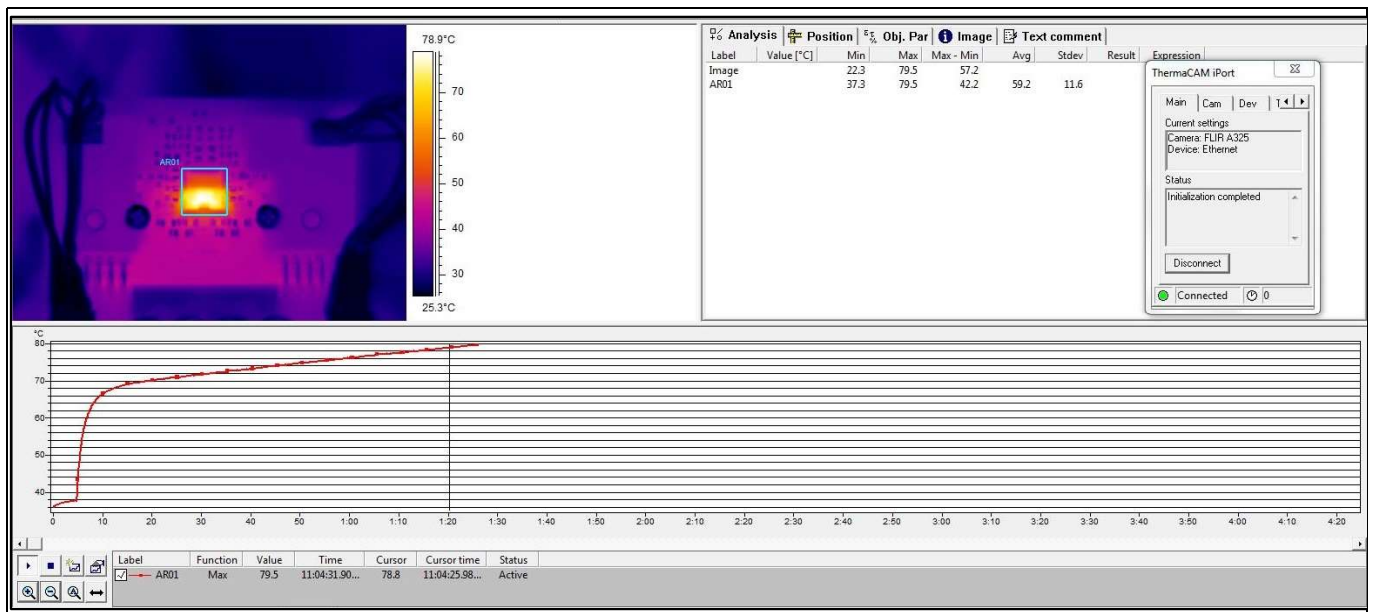 78.9°C
70
60
50
40
30
25.3°C
AR01
Analysis Position Obj. Par Image Text comment
Label Value [°C] Min Max Max - Min Avg Stdev Result Expression
Image 22.3 79.5 57.2
AR01 37.3 79.5 42.2 59.2 11.6
ThermaCAM iPort
Main Cam Dev
Current settings
Camera: FLIR A325
Device: Ethernet
Status
Initialization completed
Disconnect
Connected 0
°C
80
70
60
50
40
0 10 20 30 40 50 1:00 1:10 1:20 1:30 1:40 1:50 2:00 2:10 2:20 2:30 2:40 2:50 3:00 3:10 3:20 3:30 3:40 3:50 4:00 4:10 4:20
Label Function Value Time Cursor Cursor time Status
AR01 Max 79.5 11:04:31.90... 78.8 11:04:25.98... Active